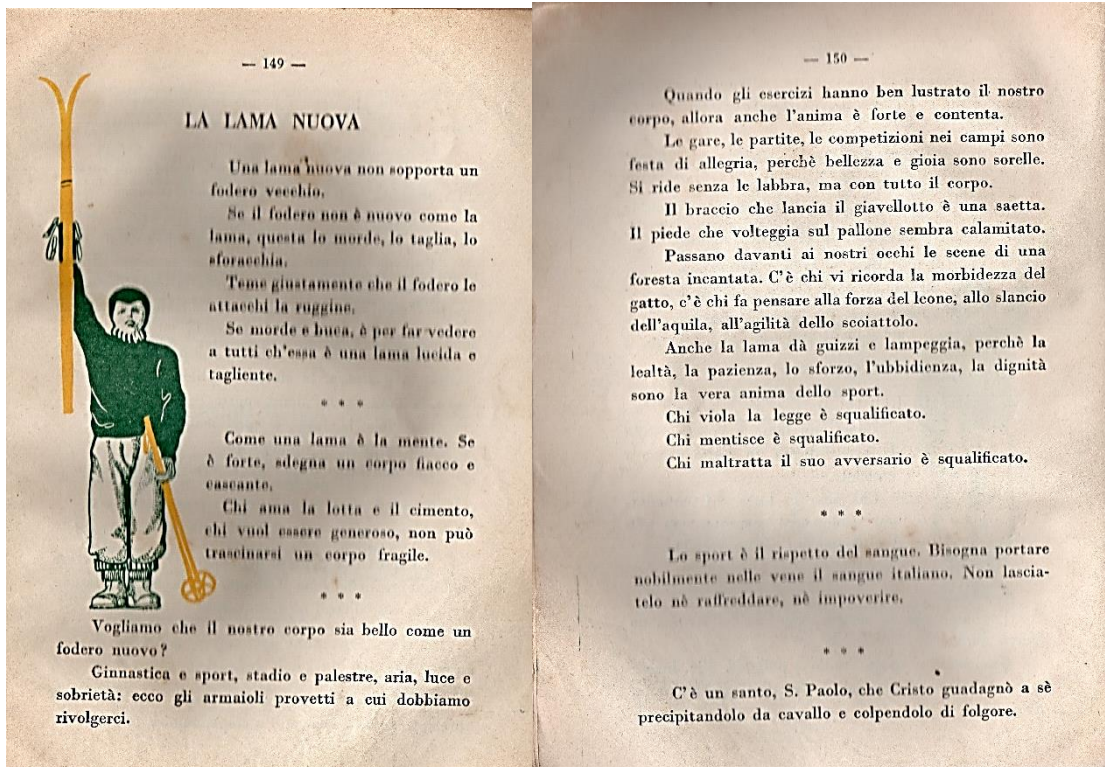 — 149 —
LA LAMA NUOVA
Una lama nuova non sopporta un
fodero vecchio.
Se il fodero non è nuovo come la
lama, questa lo morde, lo taglia, lo
sforacchia.
Teme giustamente che il fodero le
attacchi la ruggine.
Se morde e buca, è per far vedere
a tutti ch'essa è una lama lucida e
tagliente.
* * *
Come una lama è la mente. Se
è forte, sdegna un corpo fiacco e
cascante.
Chi ama la lotta e il cimento,
chi vuol essere generoso, non può
trascinarsi un corpo fragile.
* * *
Vogliamo che il nostro corpo sia bello come un
fodero nuovo?
Ginnastica e sport, stadio e palestre, aria, luce e
sobrietà: ecco gli armaioli provetti a cui dobbiamo
rivolgerci.
— 150 —
Quando gli esercizi hanno ben lustrato il nostro
corpo, allora anche l'anima è forte e contenta.
Le gare, le partite, le competizioni nei campi sono
festa di allegria, perchè bellezza e gioia sono sorelle.
Si ride senza le labbra, ma con tutto il corpo.
Il braccio che lancia il giavellotto è una saetta.
Il piede che volteggia sul pallone sembra calamitato.
Passano davanti ai nostri occhi le scene di una
foresta incantata. C'è chi vi ricorda la morbidezza del
gatto, c'è chi fa pensare alla forza del leone, allo slancio
dell'aquila, all'agilità dello scoiattolo.
Anche la lama dà guizzi e lampeggia, perchè la
lealtà, la pazienza, lo sforzo, l'ubbidienza, la dignità
sono la vera anima dello sport.
Chi viola la legge è squalificato.
Chi mentisce è squalificato.
Chi maltratta il suo avversario è squalificato.
* * *
Lo sport è il rispetto del sangue. Bisogna portare
nobilmente nelle vene il sangue italiano. Non lascia-
telo nè raffreddare, nè impoverire.
* * *
C'è un santo, S. Paolo, che Cristo guadagnò a sè
precipitandolo da cavallo e colpendolo di folgore.